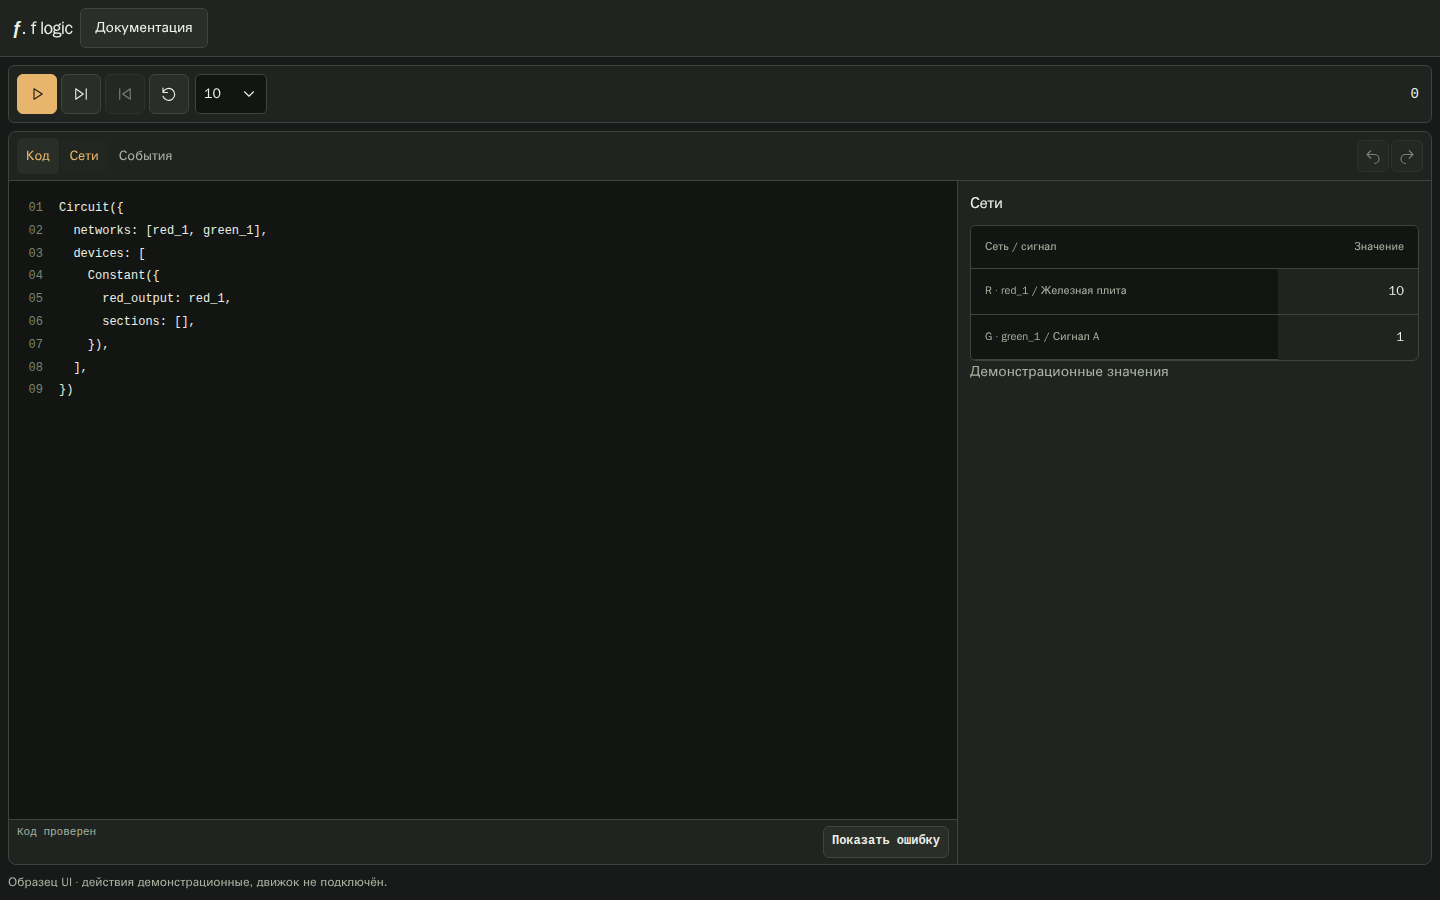 f. f logic Документация
10 0
Код Сети События
01 Circuit({
02 networks: [red_1, green_1],
03 devices: [
04 Constant({
05 red_output: red_1,
06 sections: [],
07 }),
08 ],
09 })
Код проверен
Показать ошибку
Сети
Сеть / сигнал Значение
R · red_1 / Железная плита 10
G · green_1 / Сигнал A 1
Демонстрационные значения
Образец UI · действия демонстрационные, движок не подключён.